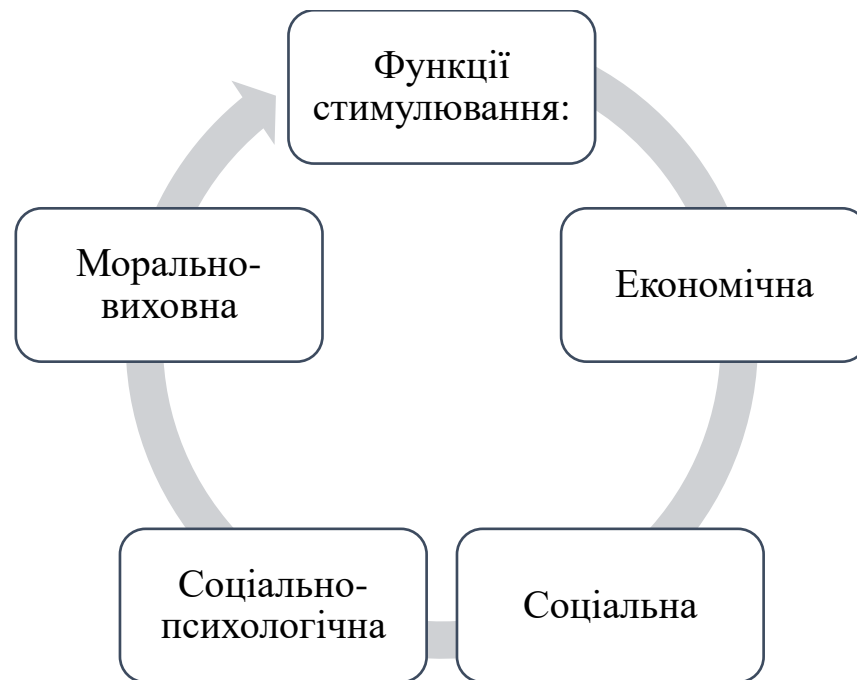 Функції
стимулювання:
Економічна
Соціальна
Соціально-
психологічна
Морально-
виховна